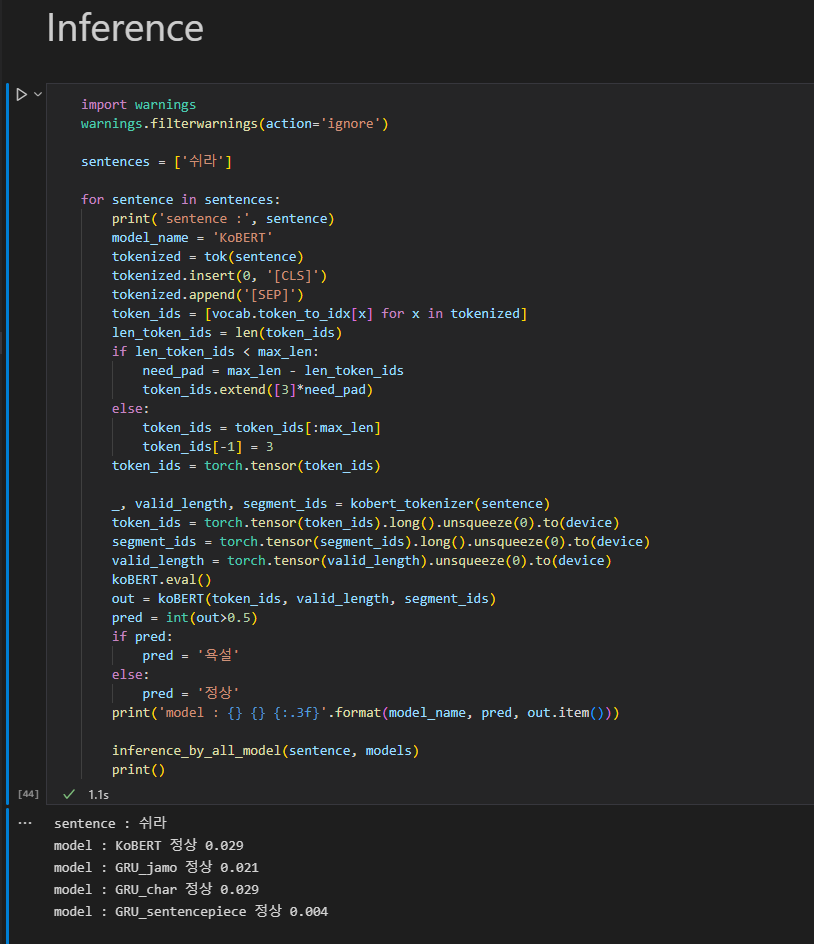 Inference
import warnings
warnings.filterwarnings(action='ignore')
sentences = ['쉬라']
for sentence in sentences:
    print('sentence :', sentence)
    model_name = 'KoBERT'
    tokenized = tok(sentence)
    tokenized.insert(0, '[CLS]')
    tokenized.append('[SEP]')
    token_ids = [vocab.token_to_idx[x] for x in tokenized]
    len_token_ids = len(token_ids)
    if len_token_ids < max_len:
        need_pad = max_len - len_token_ids
        token_ids.extend([3]*need_pad)
    else:
        token_ids = token_ids[:max_len]
        token_ids[-1] = 3
    token_ids = torch.tensor(token_ids)
    _, valid_length, segment_ids = kobert_tokenizer(sentence)
    token_ids = torch.tensor(token_ids).long().unsqueeze(0).to(device)
    segment_ids = torch.tensor(segment_ids).long().unsqueeze(0).to(device)
    valid_length = torch.tensor(valid_length).unsqueeze(0).to(device)
    koBERT.eval()
    out = koBERT(token_ids, valid_length, segment_ids)
    pred = int(out>0.5)
    if pred:
        pred = '욕설'
    else:
        pred = '정상'
    print('model : {} {} {:.3f}'.format(model_name, pred, out.item()))
    inference_by_all_model(sentence, models)
    print()
[44] ✓ 1.1s
... sentence : 쉬라
model : KoBERT 정상 0.029
model : GRU_jamo 정상 0.021
model : GRU_char 정상 0.029
model : GRU_sentencepiece 정상 0.004